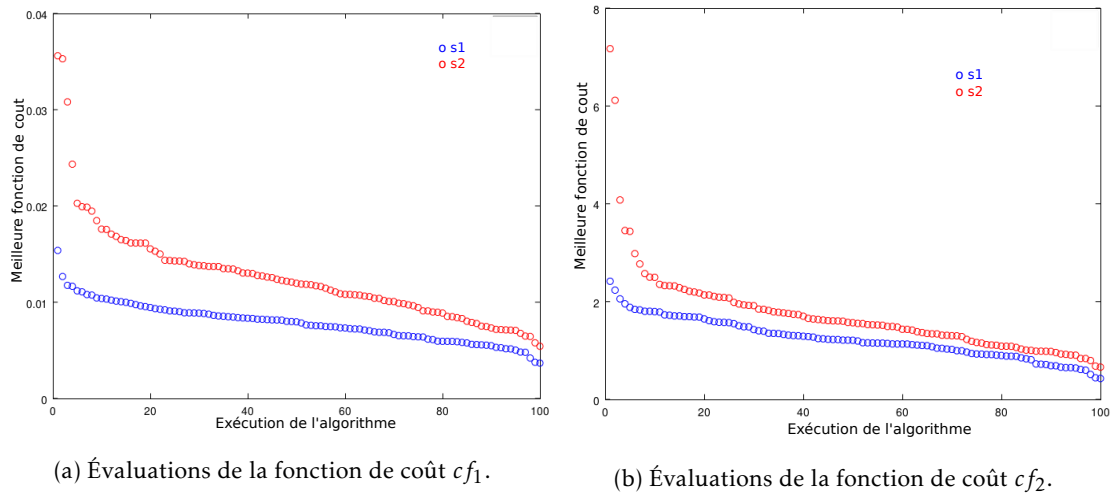 0.04
0.03
0.02
0.01
0
0
20
40
60
80
100
Meilleure fonction de cout
Exécution de l'algorithme
o s1
o s2
(a) Évaluations de la fonction de coût cf₁.
8
6
4
2
0
0
20
40
60
80
100
Meilleure fonction de cout
Exécution de l'algorithme
o s1
o s2
(b) Évaluations de la fonction de coût cf₂.